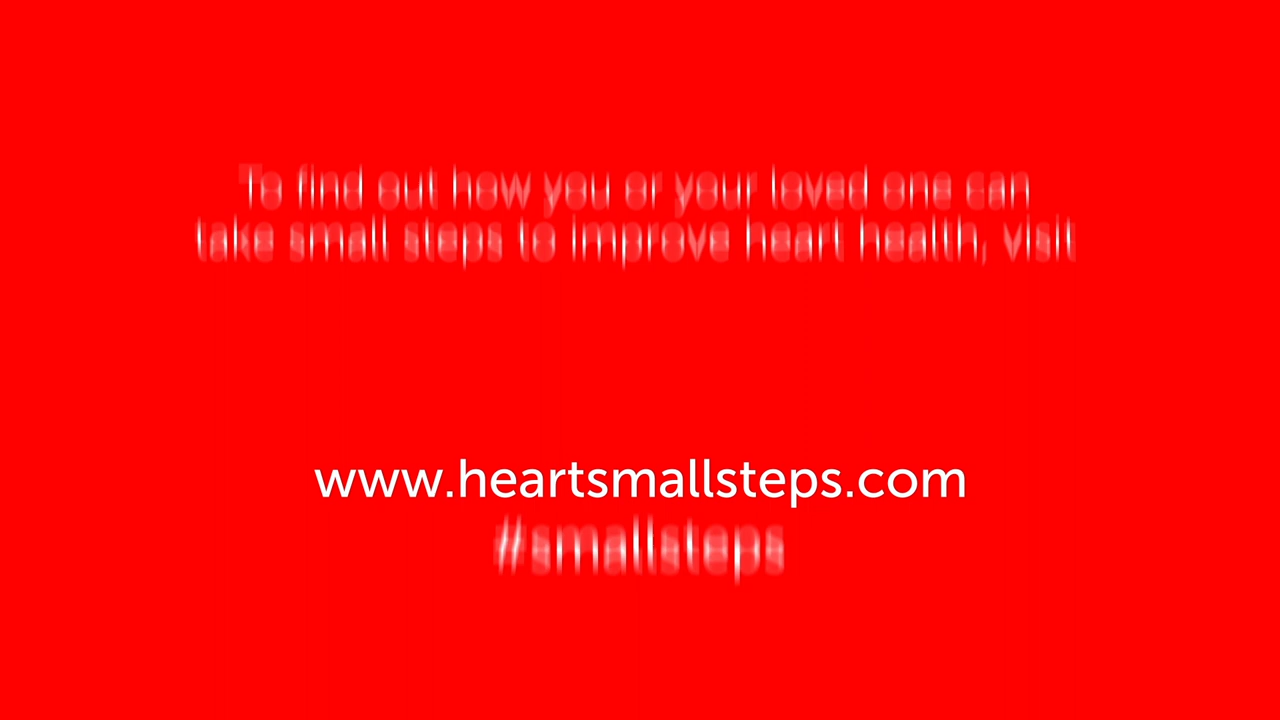 To find out how you or your loved one can
take small steps to improve heart health, visit
www.heartsmallsteps.com
#smallsteps